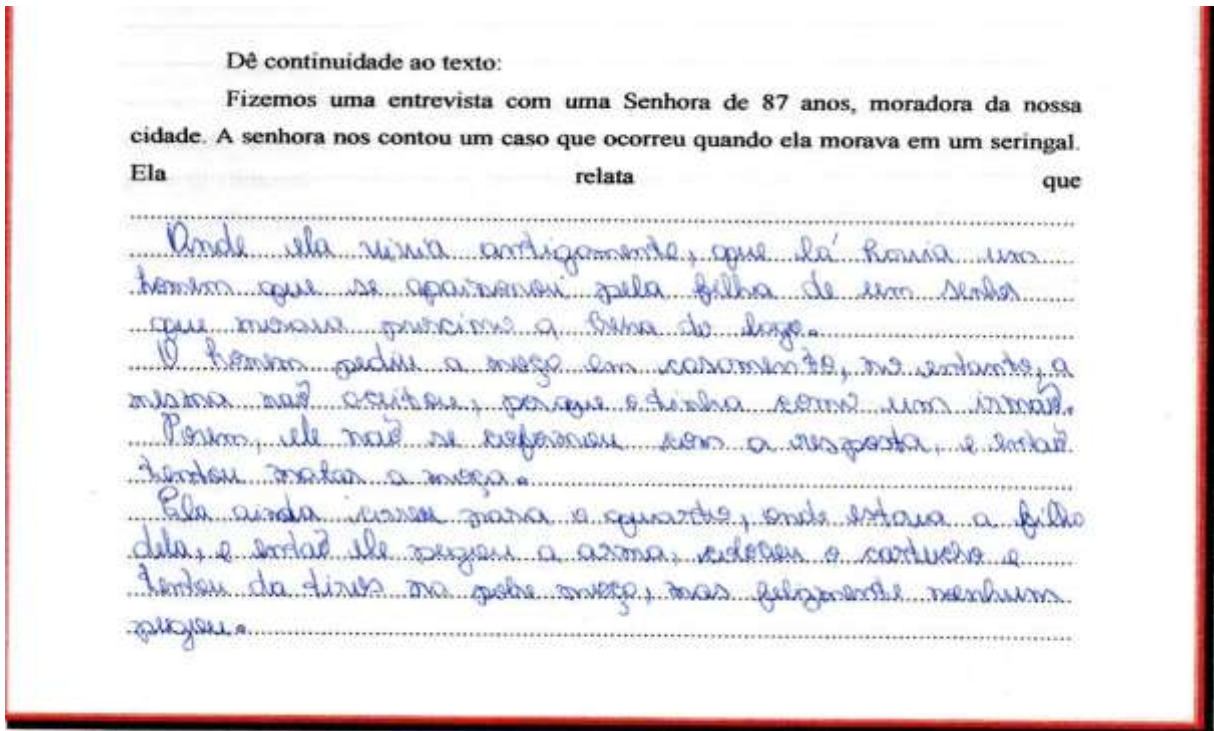 Dê continuidade ao texto:
Fizemos uma entrevista com uma Senhora de 87 anos, moradora da nossa
cidade. A senhora nos contou um caso que ocorreu quando ela morava em um seringal.
Ela relata que
Onde ela vivia antigamente, que lá havia um
homem que se apaixonou pela filha de um senhor
que morava proximo a Beira do lago.
O homem pediu a moça em casamento, no entanto, a
mesma não aceitou, porque o tinha como um irmão.
Porem, ele não se com a resposta, e então
tentou matar a moça.
Ela ainda correu para o quarto, onde estava a filha
dela, e então ele pegou a arma, colocou o cartucho e
tentou da tiros na pobre moça, mas felizmente nenhum
pegou.